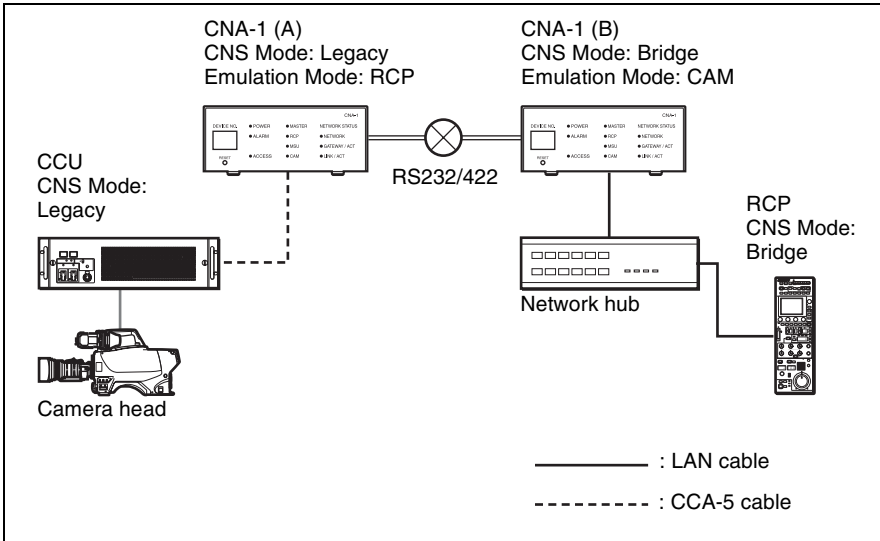 CNA-1 (A)
CNS Mode: Legacy
Emulation Mode: RCP
CNA-1 (B)
CNS Mode: Bridge
Emulation Mode: CAM
CNA-1
DEVICE NO.
POWER
MASTER
NETWORK STATUS
ALARM
RCP
NETWORK
MSU
GATEWAY / ACT
RESET
ACCESS
CAM
LINK / ACT
CNA-1
DEVICE NO.
POWER
MASTER
NETWORK STATUS
ALARM
RCP
NETWORK
MSU
GATEWAY / ACT
RESET
ACCESS
CAM
LINK / ACT
RS232/422
CCU
CNS Mode:
Legacy
RCP
CNS Mode:
Bridge
Network hub
Camera head
: LAN cable
: CCA-5 cable